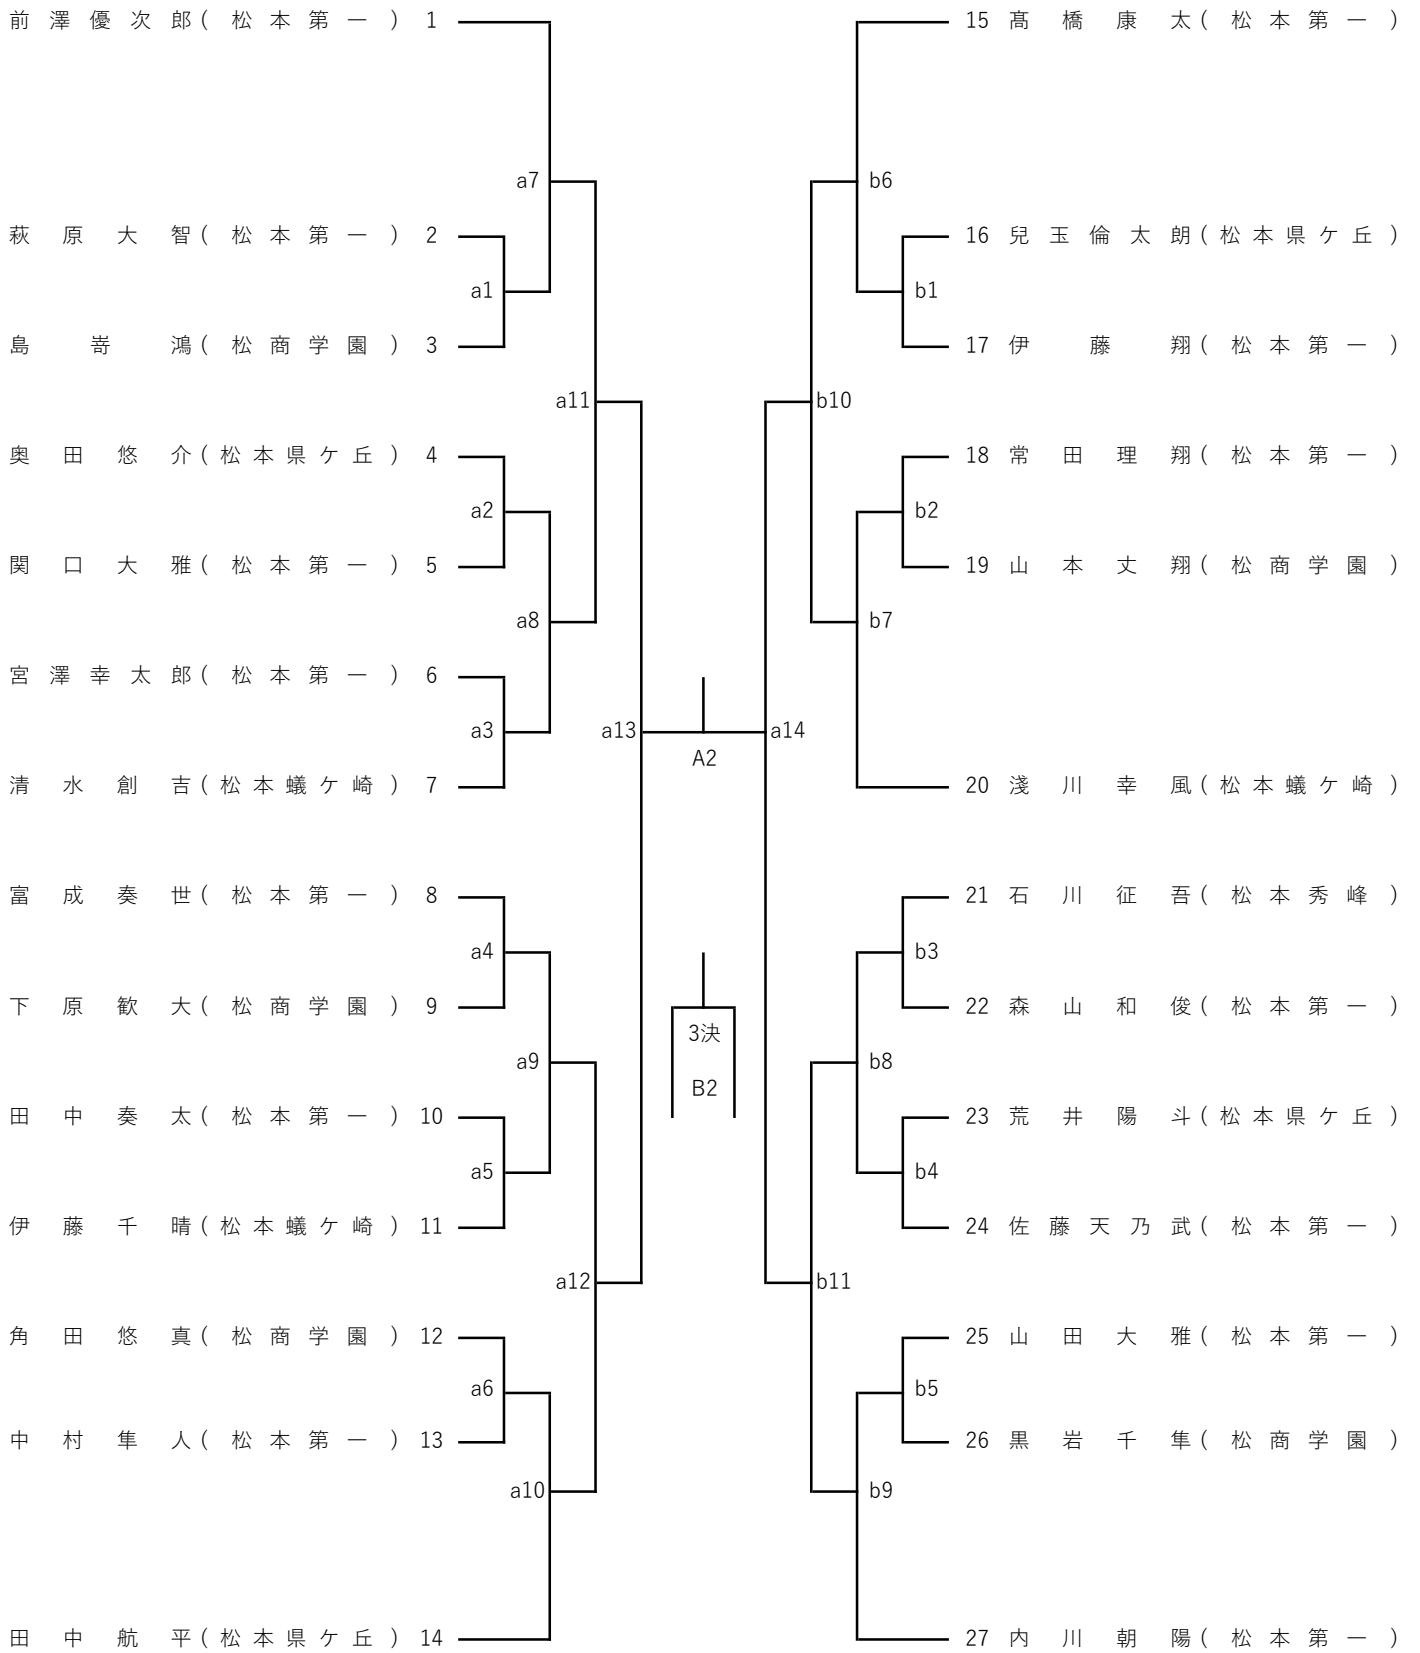 前澤優次郎(松本第一) 1
a7
萩原大智(松本第一) 2
a1
島嵜鴻(松商学園) 3
a11
奥田悠介(松本県ケ丘) 4
a2
関口大雅(松本第一) 5
a8
宮澤幸太郎(松本第一) 6
a3
清水創吉(松本蟻ケ崎) 7
a13
富成奏世(松本第一) 8
a4
下原歓大(松商学園) 9
a9
田中奏太(松本第一) 10
a5
伊藤千晴(松本蟻ケ崎) 11
a12
角田悠真(松商学園) 12
a6
中村隼人(松本第一) 13
a10
田中航平(松本県ケ丘) 14
A2
3決
B2
15 髙橋康太(松本第一)
b6
16 兒玉倫太朗(松本県ケ丘)
b1
17 伊藤翔(松本第一)
b10
18 常田理翔(松本第一)
b2
19 山本丈翔(松商学園)
b7
a14
20 淺川幸風(松本蟻ケ崎)
21 石川征吾(松本秀峰)
b3
22 森山和俊(松本第一)
b8
23 荒井陽斗(松本県ケ丘)
b4
24 佐藤天乃武(松本第一)
b11
25 山田大雅(松本第一)
b5
26 黒岩千隼(松商学園)
b9
27 内川朝陽(松本第一)